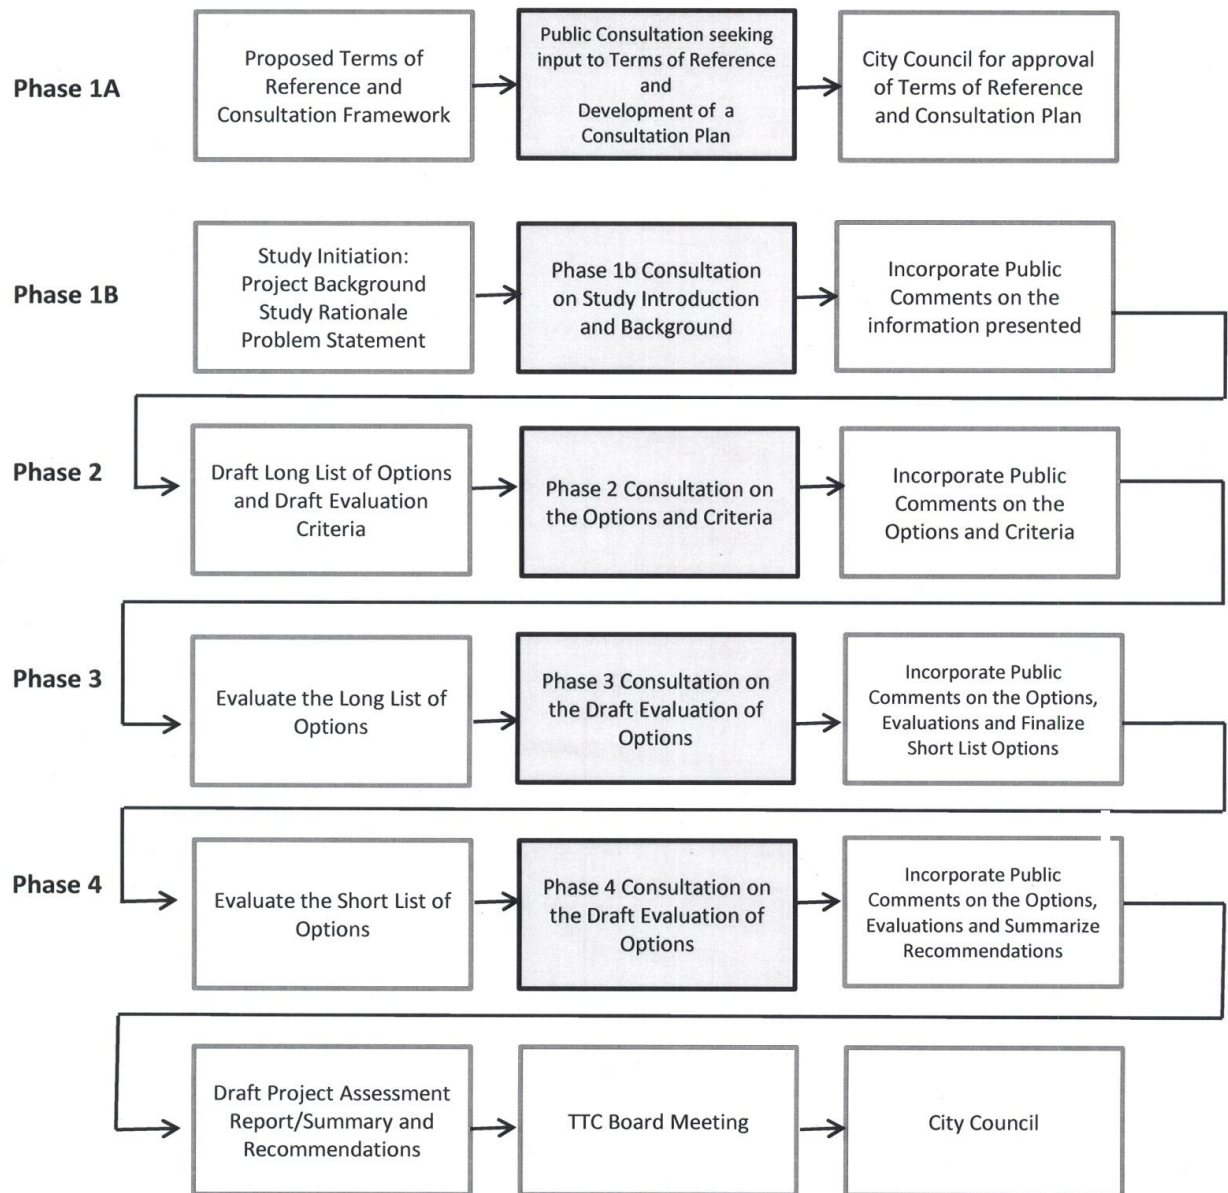 Phase 1A
Proposed Terms of
Reference and
Consultation Framework
Public Consultation seeking
input to Terms of Reference
and
Development of a
Consultation Plan
City Council for approval
of Terms of Reference
and Consultation Plan
Phase 1B
Study Initiation:
Project Background
Study Rationale
Problem Statement
Phase 1b Consultation
on Study Introduction
and Background
Incorporate Public
Comments on the
information presented
Phase 2
Draft Long List of Options
and Draft Evaluation
Criteria
Phase 2 Consultation on
the Options and Criteria
Incorporate Public
Comments on the
Options and Criteria
Phase 3
Evaluate the Long List of
Options
Phase 3 Consultation on
the Draft Evaluation of
Options
Incorporate Public
Comments on the Options,
Evaluations and Finalize
Short List Options
Phase 4
Evaluate the Short List of
Options
Phase 4 Consultation on
the Draft Evaluation of
Options
Incorporate Public
Comments on the Options,
Evaluations and Summarize
Recommendations
Draft Project Assessment
Report/Summary and
Recommendations
TTC Board Meeting
City Council